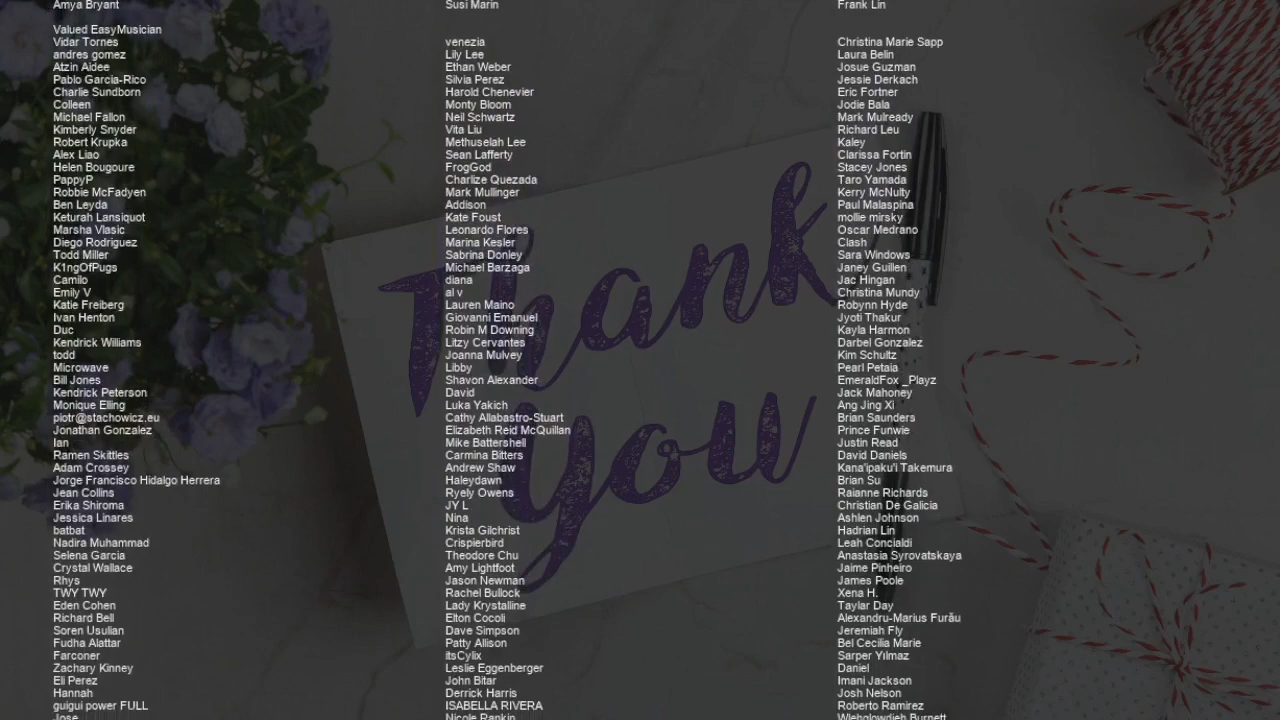 Amya Bryant
Valued EasyMusician
Vidar Tornes
andres gomez
Atzin Aidee
Pablo Garcia-Rico
Charlie Sundborn
Colleen
Michael Fallon
Kimberly Snyder
Robert Krupka
Alex Liao
Helen Bougoure
PappyP
Robbie McFadyen
Ben Leyda
Keturah Lansiquot
Marsha Vlasic
Diego Rodriguez
Todd Miller
K1ngOfPugs
Camilo
Emily V
Katie Freiberg
Ivan Henton
Duc
Kendrick Williams
todd
Microwave
Bill Jones
Kendrick Peterson
Monique Elling
piotr@stachowicz.eu
Jonathan Gonzalez
Ian
Ramen Skittles
Adam Crossey
Jorge Francisco Hidalgo Herrera
Jean Collins
Erika Shiroma
Jessica Linares
batbat
Nadira Muhammad
Selena Garcia
Crystal Wallace
Rhys
TWY TWY
Eden Cohen
Richard Bell
Soren Usulian
Fudha Alattar
Farconer
Zachary Kinney
Eli Perez
Hannah
guigui power FULL
Jose
Susi Marin
venezia
Lily Lee
Ethan Weber
Silvia Perez
Harold Chenevier
Monty Bloom
Neil Schwartz
Vita Liu
Methuselah Lee
Sean Lafferty
FrogGod
Charlize Quezada
Mark Mullinger
Addison
Kate Foust
Leonardo Flores
Marina Kesler
Sabrina Donley
Michael Barzaga
diana
al v
Lauren Maino
Giovanni Emanuel
Robin M Downing
Litzy Cervantes
Joanna Mulvey
Libby
Shavon Alexander
David
Luka Yakich
Cathy Allabastro-Stuart
Elizabeth Reid McQuillan
Mike Battershell
Carmina Bitters
Andrew Shaw
Haleydawn
Ryely Owens
JY L
Nina
Krista Gilchrist
Crispierbird
Theodore Chu
Amy Lightfoot
Jason Newman
Rachel Bullock
Lady Krystalline
Elton Cocoli
Dave Simpson
Patty Allison
itsCylix
Leslie Eggenberger
John Bitar
Derrick Harris
ISABELLA RIVERA
Nicole Rankin
Frank Lin
Christina Marie Sapp
Laura Belin
Josue Guzman
Jessie Derkach
Eric Fortner
Jodie Bala
Mark Mulready
Richard Leu
Kaley
Clarissa Fortin
Stacey Jones
Taro Yamada
Kerry McNulty
Paul Malaspina
mollie mirsky
Oscar Medrano
Clash
Sara Windows
Janey Guillen
Jac Hingan
Christina Mundy
Robynn Hyde
Jyoti Thakur
Kayla Harmon
Darbel Gonzalez
Kim Schultz
Pearl Petaia
EmeraldFox _Playz
Jack Mahoney
Ang Jing Xi
Brian Saunders
Prince Funwie
Justin Read
David Daniels
Kana'ipaku'i Takemura
Brian Su
Raianne Richards
Christian De Galicia
Ashlen Johnson
Hadrian Lin
Leah Concialdi
Anastasia Syrovatskaya
Jaime Pinheiro
James Poole
Xena H.
Taylar Day
Alexandru-Marius Furău
Jeremiah Fly
Bel Cecilia Marie
Sarper Yılmaz
Daniel
Imani Jackson
Josh Nelson
Roberto Ramirez
Wlehglowdieh Burnett
Thank
you